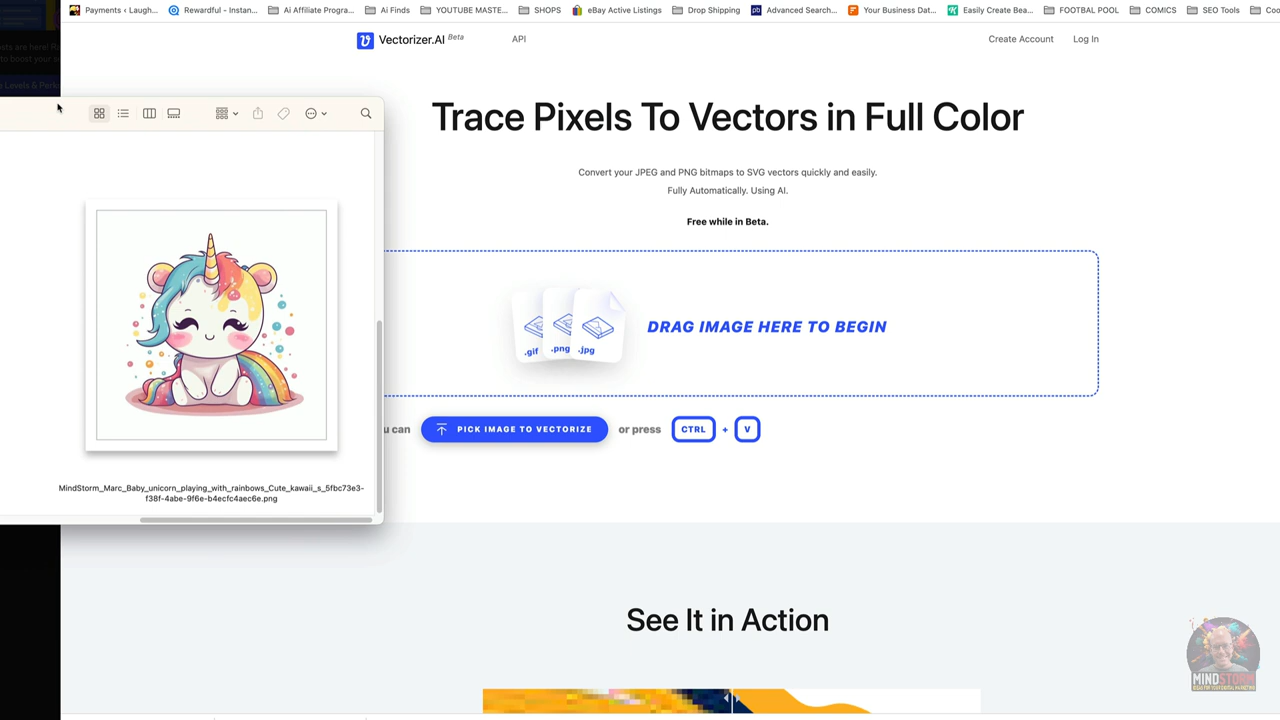 Payments ‹ Laugh...
Rewardful - Instan...
Ai Affiliate Progra...
Ai Finds
YOUTUBE MASTE...
SHOPS
eBay Active Listings
Drop Shipping
Advanced Search...
Your Business Dat...
Easily Create Bea...
FOOTBAL POOL
COMICS
SEO Tools
Vectorizer.AI Beta
API
Create Account
Log In
Trace Pixels To Vectors in Full Color
Convert your JPEG and PNG bitmaps to SVG vectors quickly and easily.
Fully Automatically. Using AI.
Free while in Beta.
.gif
.png
.jpg
DRAG IMAGE HERE TO BEGIN
can
PICK IMAGE TO VECTORIZE
or press
CTRL
+
V
MindStorm_Marc_Baby_unicorn_playing_with_rainbows_Cute_kawaii_s_5fbc73e3-
f38f-4abe-9f6e-b4ecfc4aec6e.png
See It in Action
MINDSTORM